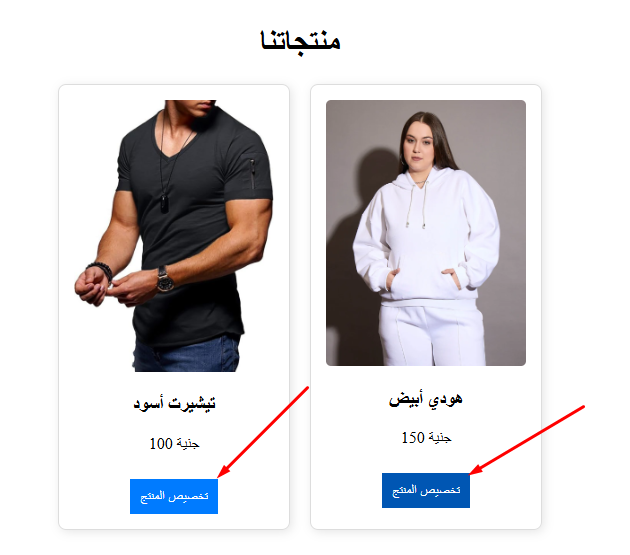 منتجاتنا
تيشيرت أسود
100 جنية
تخصيص المنتج
هودي أبيض
150 جنية
تخصيص المنتج